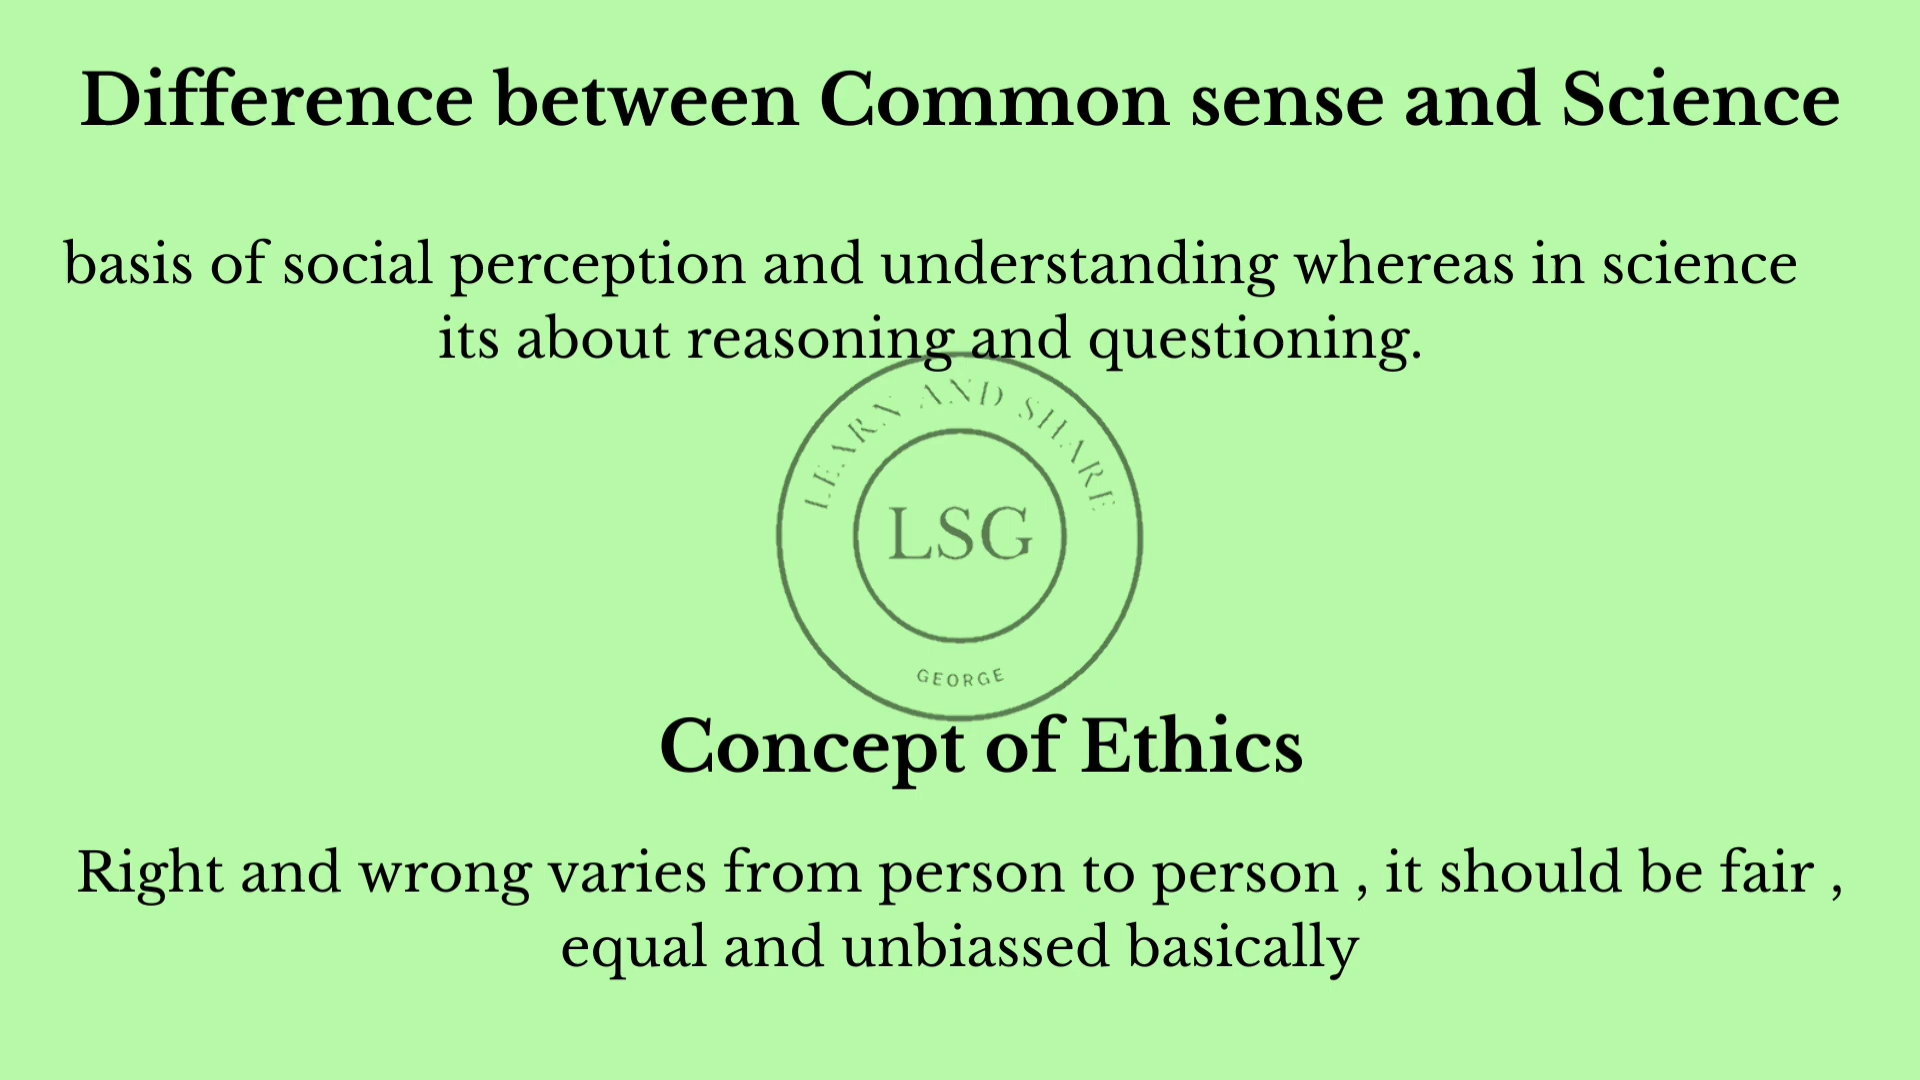 Difference between Common sense and Science
basis of social perception and understanding whereas in science
its about reasoning and questioning.
LEARN AND SHARE
LSG
GEORGE
Concept of Ethics
Right and wrong varies from person to person , it should be fair ,
equal and unbiassed basically